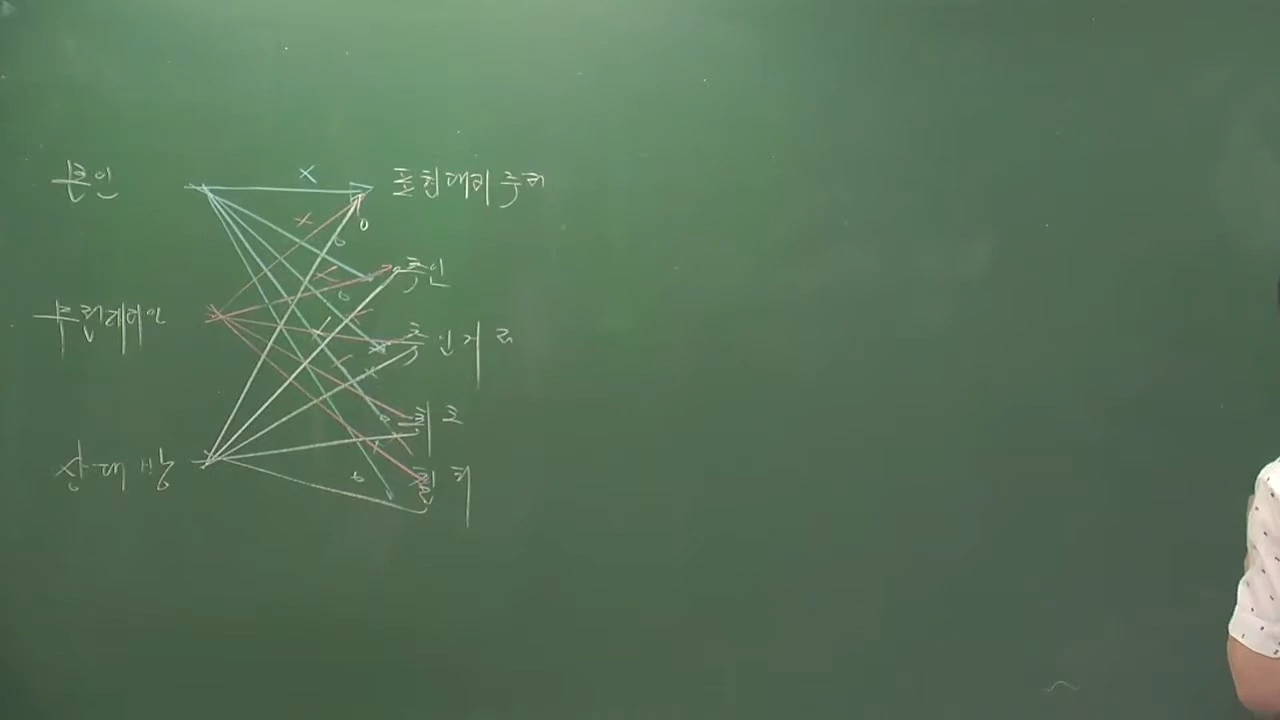 본인
표현대리 주장
추인
무권대리인
추인거절
최고
상대방
철회